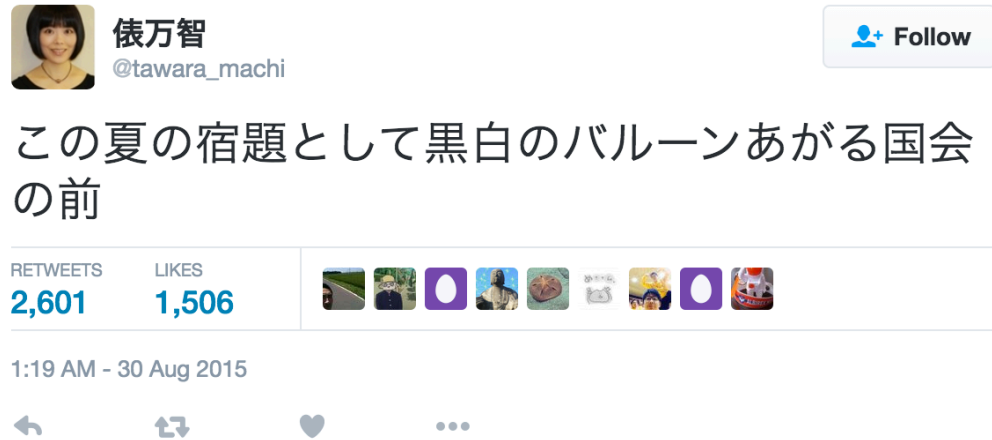 俵万智
@tawara_machi
Follow
この夏の宿題として黒白のバルーンあがる国会
の前
RETWEETS
LIKES
2,601
1,506
1:19 AM - 30 Aug 2015